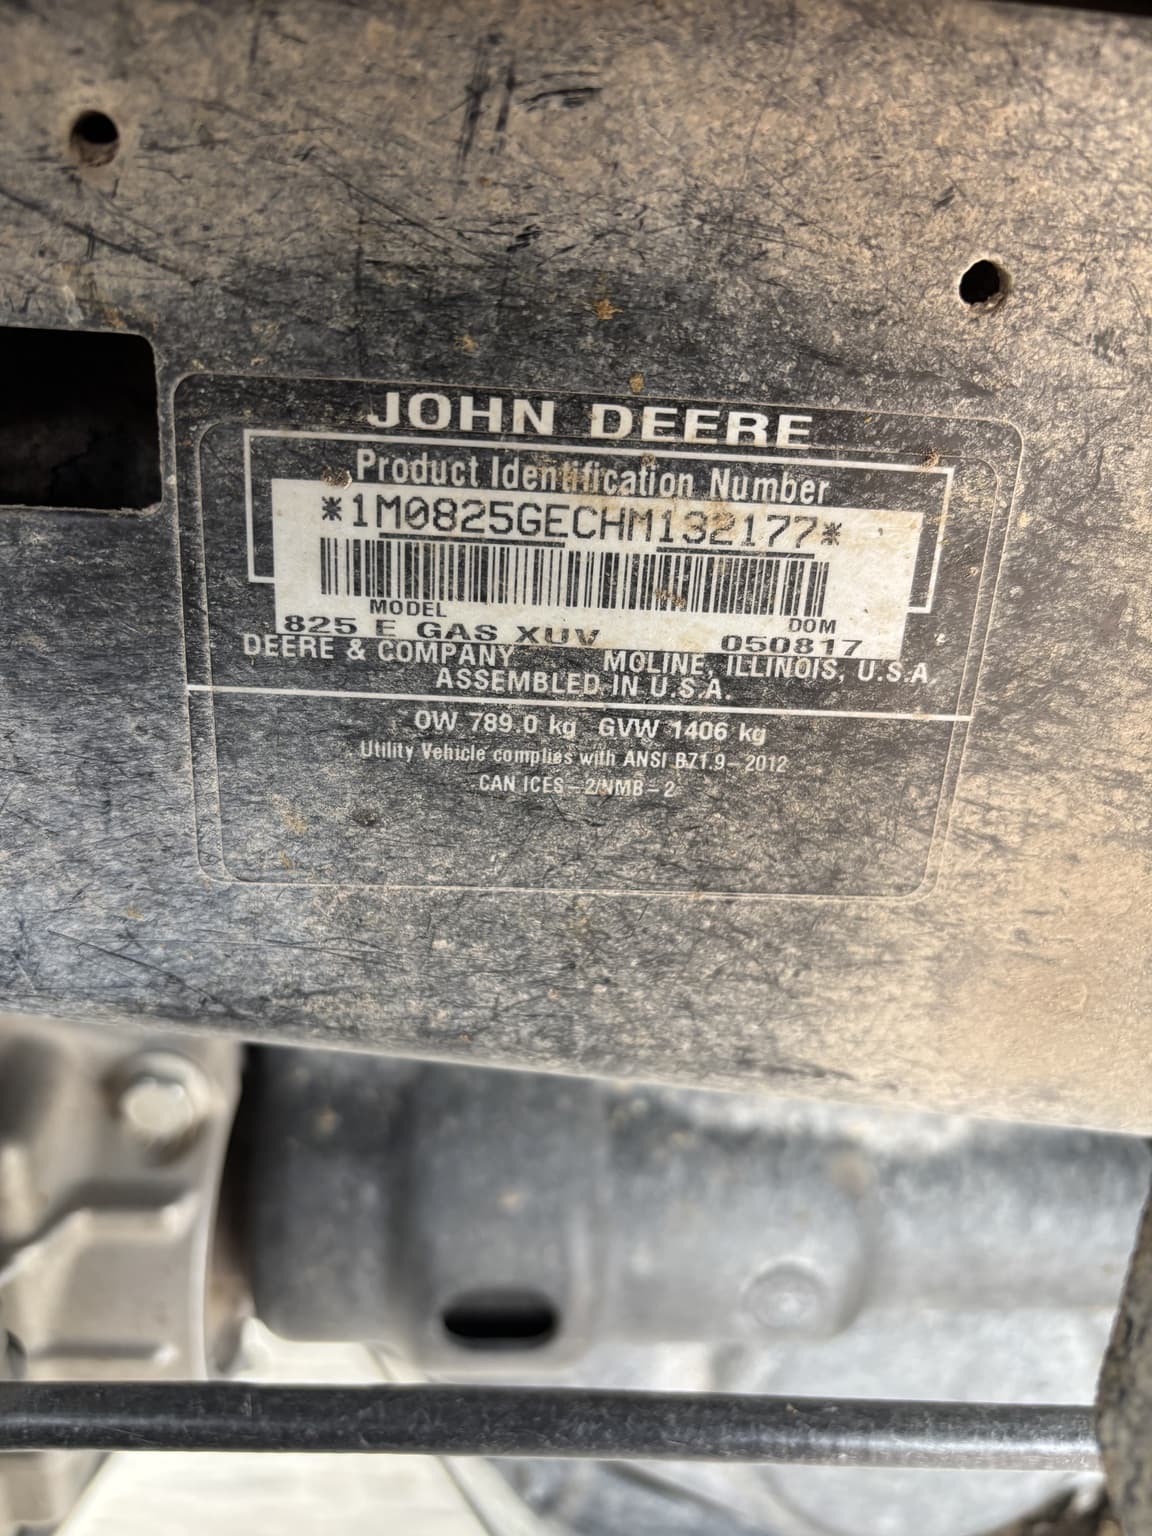 JOHN DEERE
Product Identification Number
*1M0825GECHM132177*
MODEL DOM
825 E GAS XUV 050817
DEERE & COMPANY MOLINE, ILLINOIS, U.S.A.
ASSEMBLED IN U.S.A.
OW 789.0 kg GVW 1406 kg
Utility Vehicle complies with ANSI B71.9-2012
CAN ICES-2/NMB-2